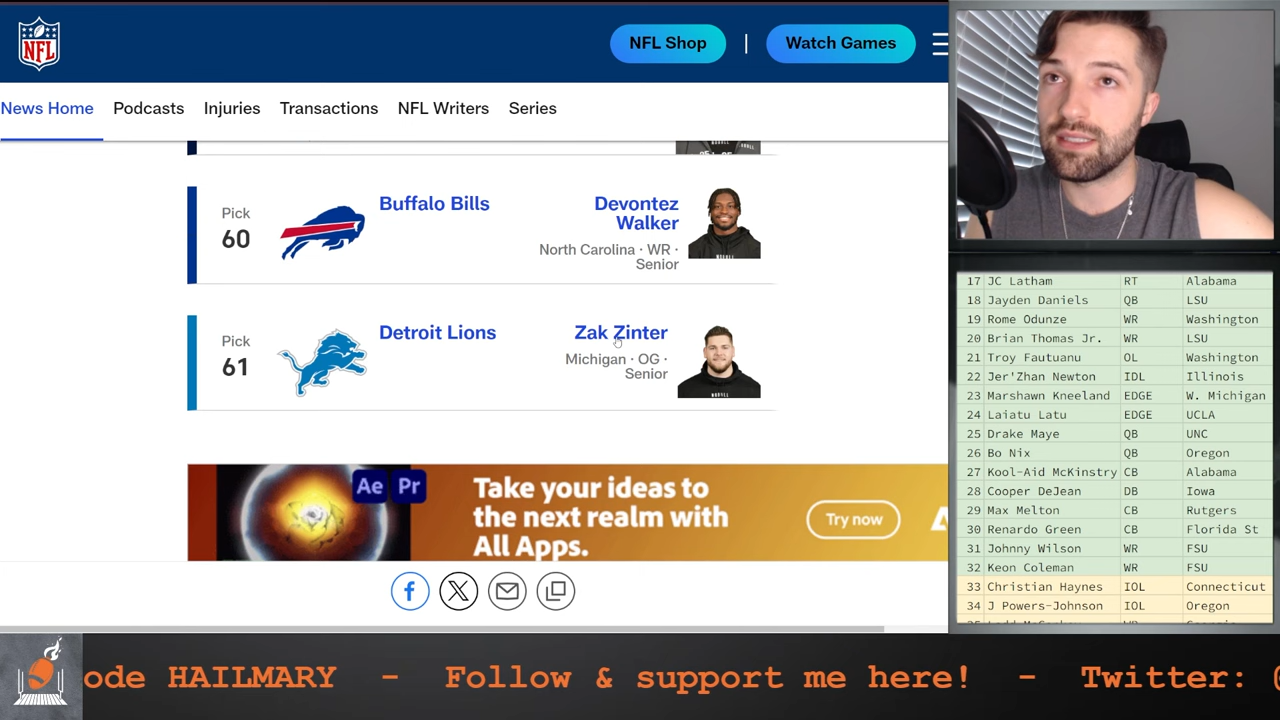 NFL
NFL Shop
|
Watch Games
News Home
Podcasts
Injuries
Transactions
NFL Writers
Series
Pick
60
Buffalo Bills
Devontez
Walker
North Carolina · WR ·
Senior
Pick
61
Detroit Lions
Zak Zinter
Michigan · OG ·
Senior
Ae Pr
Take your ideas to
the next realm with
All Apps.
Try now
17 JC Latham RT Alabama
18 Jayden Daniels QB LSU
19 Rome Odunze WR Washington
20 Brian Thomas Jr. WR LSU
21 Troy Fautuanu OL Washington
22 Jer'Zhan Newton IDL Illinois
23 Marshawn Kneeland EDGE W. Michigan
24 Laiatu Latu EDGE UCLA
25 Drake Maye QB UNC
26 Bo Nix QB Oregon
27 Kool-Aid McKinstry CB Alabama
28 Cooper DeJean DB Iowa
29 Max Melton CB Rutgers
30 Renardo Green CB Florida St
31 Johnny Wilson WR FSU
32 Keon Coleman WR FSU
33 Christian Haynes IOL Connecticut
34 J Powers-Johnson IOL Oregon
ode HAILMARY - Follow & support me here! - Twitter: @